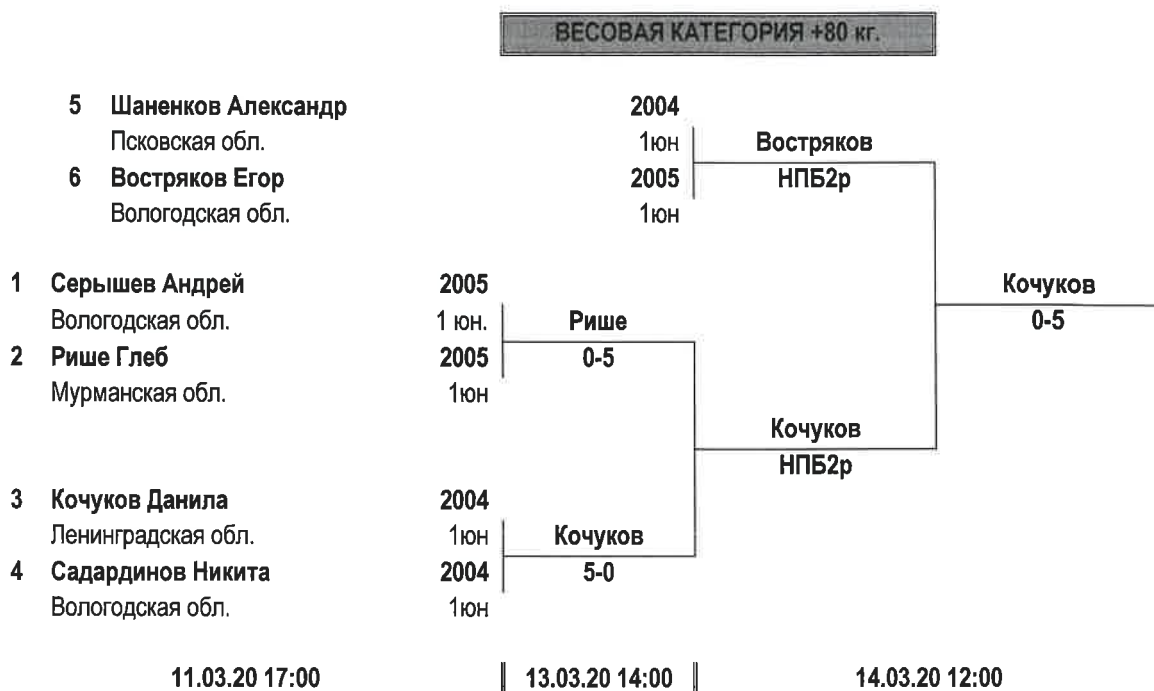 ВЕСОВАЯ КАТЕГОРИЯ +80 кг.
5 Шаненков Александр 2004
Псковская обл. 1юн Востряков
6 Востряков Егор 2005 НПБ2р
Вологодская обл. 1юн
1 Серышев Андрей 2005 Кочуков
Вологодская обл. 1 юн. Рише 0-5
2 Рише Глеб 2005 0-5
Мурманская обл. 1юн
Кочуков
НПБ2р
3 Кочуков Данила 2004
Ленинградская обл. 1юн Кочуков
4 Садардинов Никита 2004 5-0
Вологодская обл. 1юн
11.03.20 17:00 13.03.20 14:00 14.03.20 12:00